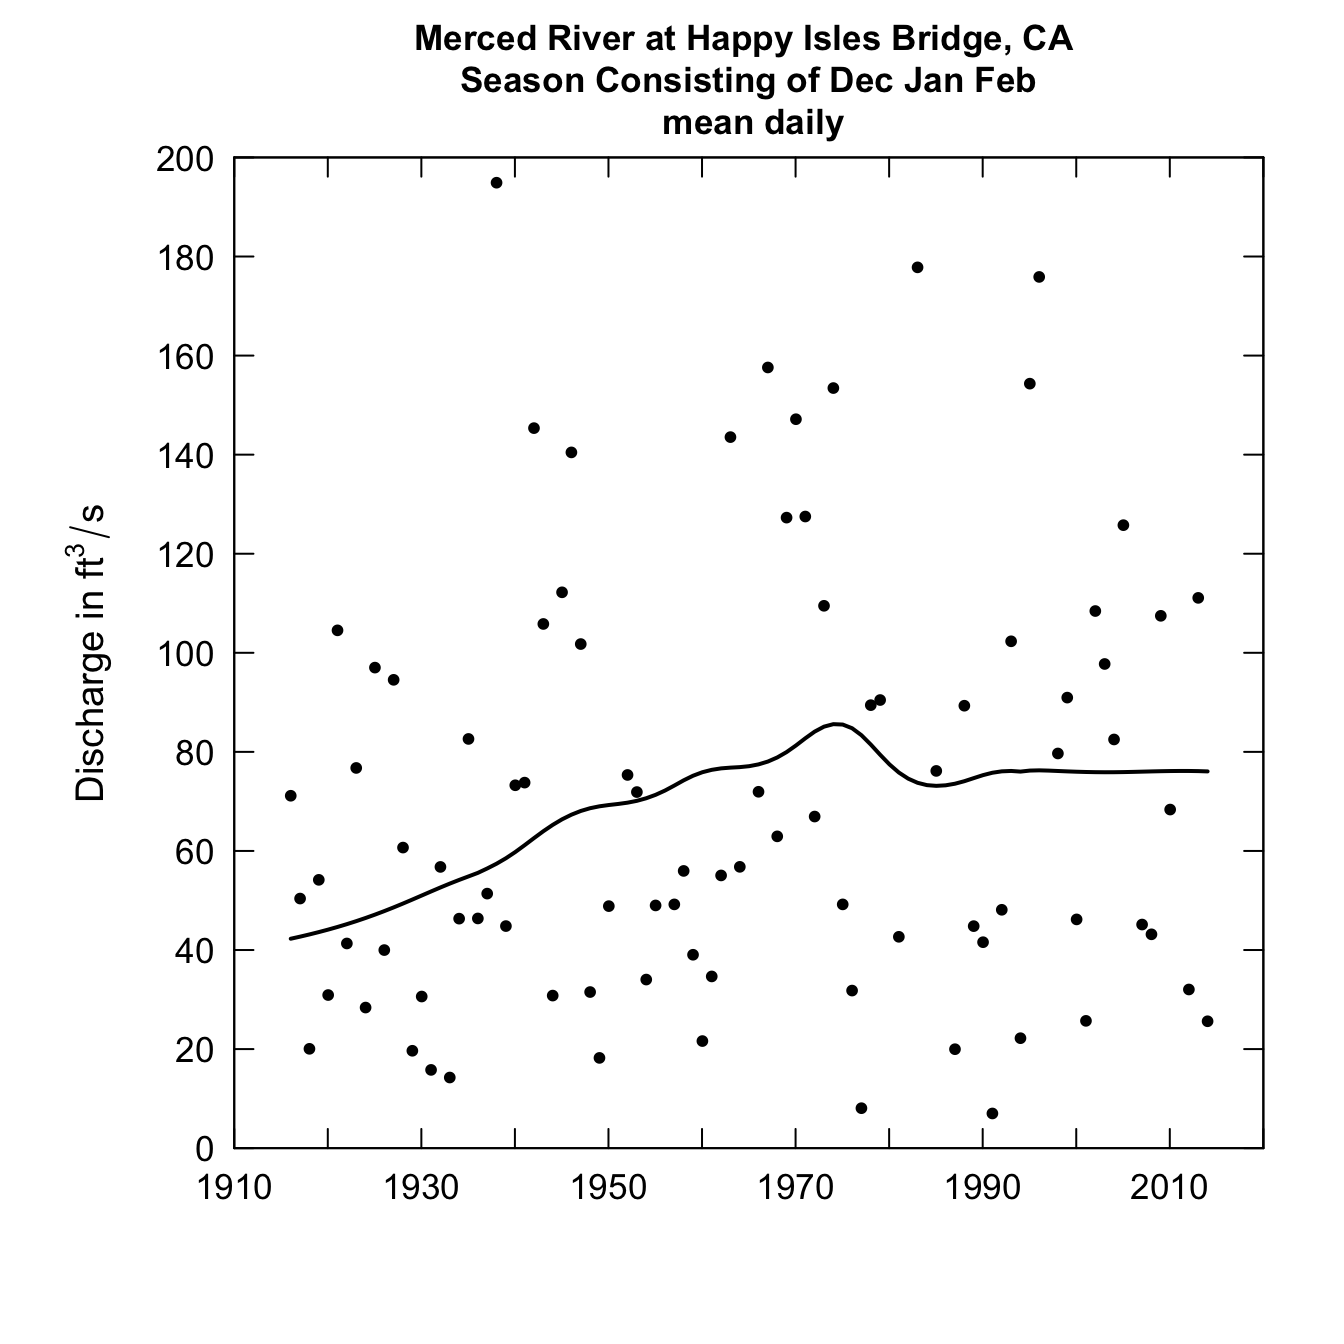 Merced River at Happy Isles Bridge, CA
Season Consisting of Dec Jan Feb
mean daily
Discharge in ft³/s
200
180
160
140
120
100
80
60
40
20
0
1910 1930 1950 1970 1990 2010